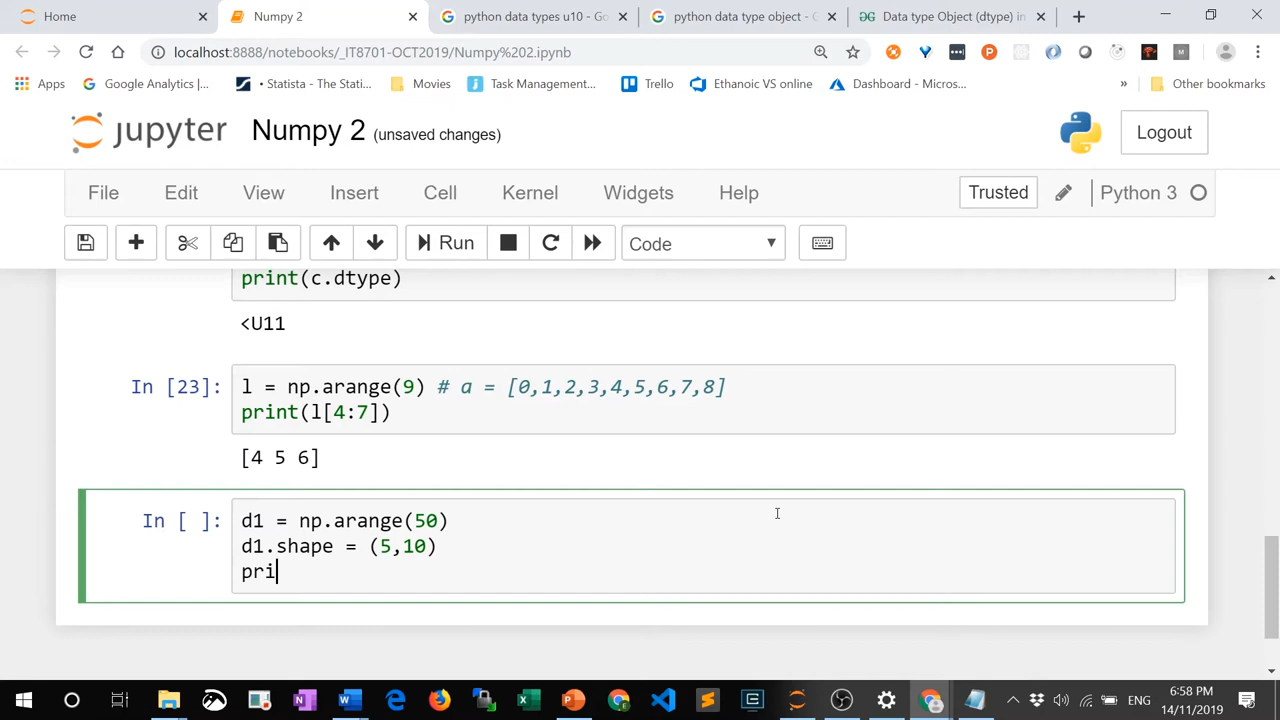 Home
Numpy 2
python data types u10 - Go
python data type object - G
Data type Object (dtype) in
localhost:8888/notebooks/_IT8701-OCT2019/Numpy%202.ipynb
Apps
Google Analytics |...
• Statista - The Stati...
Movies
Task Management...
Trello
Ethanoic VS online
Dashboard - Micros...
»
Other bookmarks
jupyter
Numpy 2 (unsaved changes)
Logout
File
Edit
View
Insert
Cell
Kernel
Widgets
Help
Trusted
Python 3
Run
Code
print(c.dtype)
<U11
In [23]:
l = np.arange(9) # a = [0,1,2,3,4,5,6,7,8]
print(l[4:7])
[4 5 6]
In [ ]:
d1 = np.arange(50)
d1.shape = (5,10)
pri
ENG
6:58 PM
14/11/2019